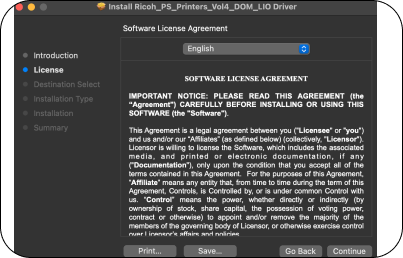 Install Ricoh_PS_Printers_Vol4_DOM_LIO Driver
Software License Agreement
English
Introduction
License
Destination Select
Installation Type
Installation
Summary
SOFTWARE LICENSE AGREEMENT
IMPORTANT NOTICE: PLEASE READ THIS AGREEMENT (the
"Agreement") CAREFULLY BEFORE INSTALLING OR USING THIS
SOFTWARE (the "Software").
This Agreement is a legal agreement between you ("Licensee" or "you")
and us and/or our "Affiliates" (as defined below) (collectively, "Licensor").
Licensor is willing to license the Software, which includes the associated
media, and printed or electronic documentation, if any
("Documentation"), only upon the condition that you accept all of the
terms contained in this Agreement. For the purposes of this Agreement,
"Affiliate" means any entity that, from time to time during the term of this
Agreement, Controls, is Controlled by, or is under common Control with
us. "Control" means the power, whether directly or indirectly (by
ownership of stock, share capital, the possession of voting power,
contract or otherwise) to appoint and/or remove the majority of the
members of the governing body of Licensor, or otherwise exercise control
over Licensor's affairs and policies.
Print...
Save...
Go Back
Continue